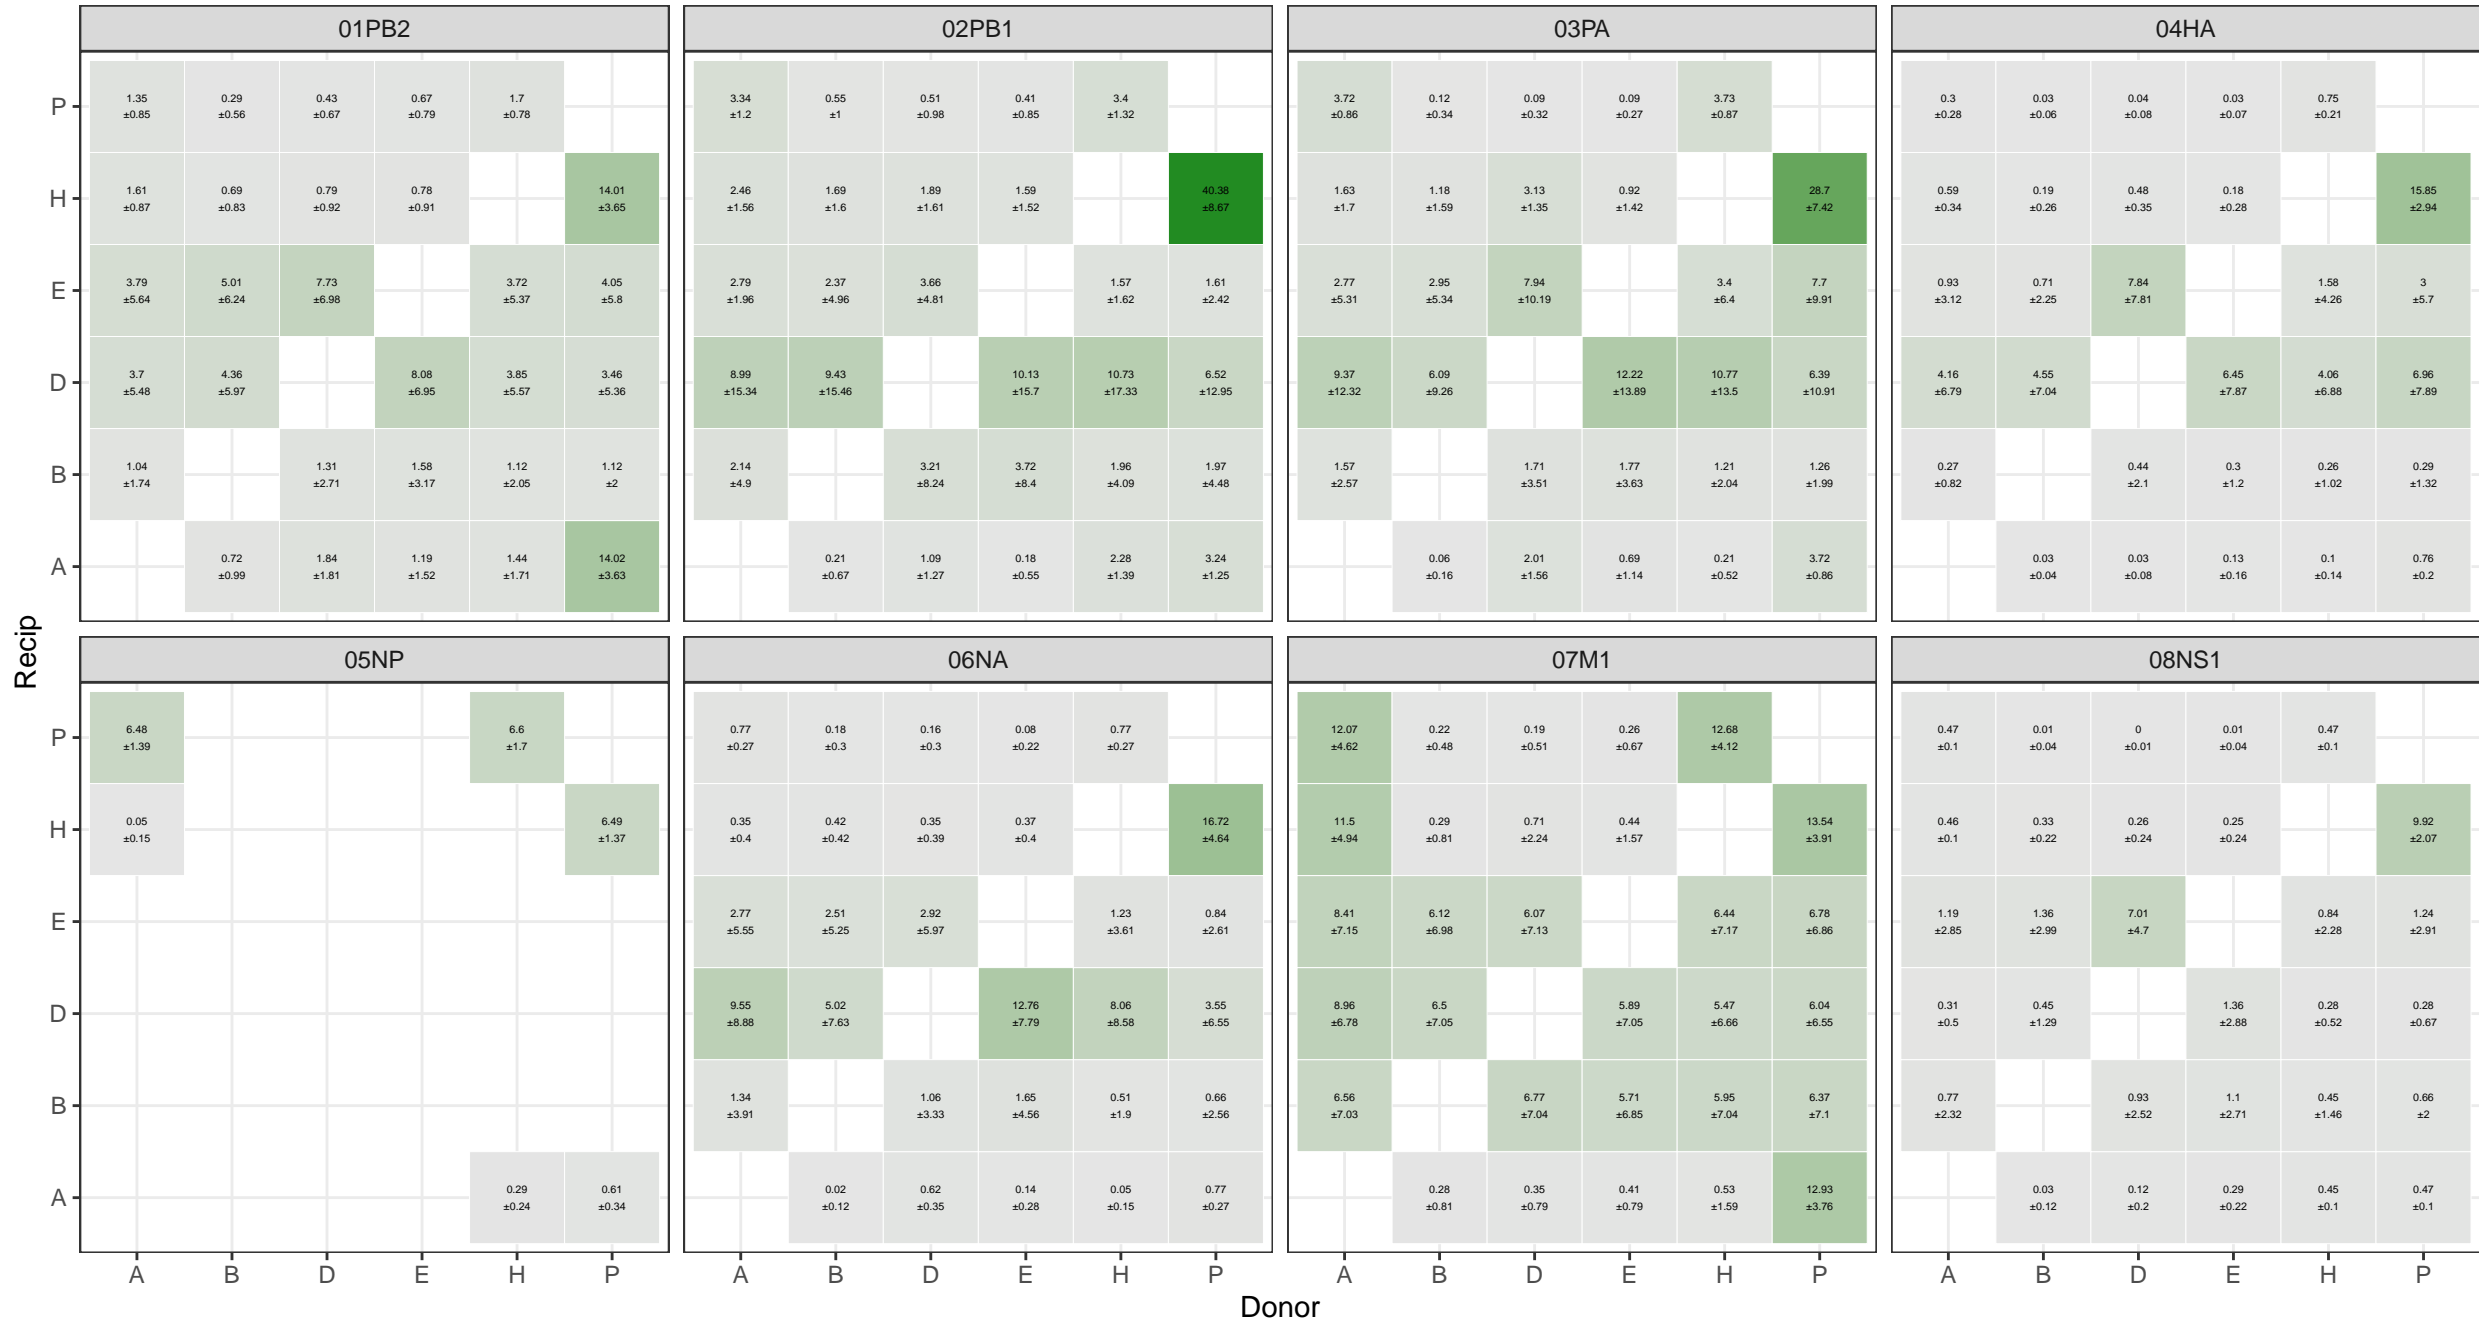 01PB2 02PB1 03PA 04HA
P 1.35 0.29 0.43 0.67 1.7 3.34 0.55 0.51 0.41 3.4 3.72 0.12 0.09 0.09 3.73 0.3 0.03 0.04 0.03 0.75
±0.85 ±0.56 ±0.67 ±0.79 ±0.78 ±1.2 ±1 ±0.98 ±0.85 ±1.32 ±0.86 ±0.34 ±0.32 ±0.27 ±0.87 ±0.28 ±0.06 ±0.08 ±0.07 ±0.21
H 1.61 0.69 0.79 0.78 14.01 2.46 1.69 1.89 1.59 40.38 1.63 1.18 3.13 0.92 28.7 0.59 0.19 0.48 0.18 15.85
±0.87 ±0.83 ±0.92 ±0.91 ±3.65 ±1.56 ±1.6 ±1.61 ±1.52 ±8.67 ±1.7 ±1.59 ±1.35 ±1.42 ±7.42 ±0.34 ±0.26 ±0.35 ±0.28 ±2.94
E 3.79 5.01 7.73 3.72 4.05 2.79 2.37 3.66 1.57 1.61 2.77 2.95 7.94 3.4 7.7 0.93 0.71 7.84 1.58 3
±5.64 ±6.24 ±6.98 ±5.37 ±5.8 ±1.96 ±4.96 ±4.81 ±1.62 ±2.42 ±5.31 ±5.34 ±10.19 ±6.4 ±9.91 ±3.12 ±2.25 ±7.81 ±4.26 ±5.7
D 3.7 4.36 8.08 3.85 3.46 8.99 9.43 10.13 10.73 6.52 9.37 6.09 12.22 10.77 6.39 4.16 4.55 6.45 4.06 6.96
±5.48 ±5.97 ±6.95 ±5.57 ±5.36 ±15.34 ±15.46 ±15.7 ±17.33 ±12.95 ±12.32 ±9.26 ±13.89 ±13.5 ±10.91 ±6.79 ±7.04 ±7.87 ±6.88 ±7.89
B 1.04 1.31 1.58 1.12 1.12 2.14 3.21 3.72 1.96 1.97 1.57 1.71 1.77 1.21 1.26 0.27 0.44 0.3 0.26 0.29
±1.74 ±2.71 ±3.17 ±2.05 ±2 ±4.9 ±8.24 ±8.4 ±4.09 ±4.48 ±2.57 ±3.51 ±3.63 ±2.04 ±1.99 ±0.82 ±2.1 ±1.2 ±1.02 ±1.32
A 0.72 1.84 1.19 1.44 14.02 0.21 1.09 0.18 2.28 3.24 0.06 2.01 0.69 0.21 3.72 0.03 0.03 0.13 0.1 0.76
±0.99 ±1.81 ±1.52 ±1.71 ±3.63 ±0.67 ±1.27 ±0.55 ±1.39 ±1.25 ±0.16 ±1.56 ±1.14 ±0.52 ±0.86 ±0.04 ±0.08 ±0.16 ±0.14 ±0.2
Recip
05NP 06NA 07M1 08NS1
P 6.48 6.6 0.77 0.18 0.16 0.08 0.77 12.07 0.22 0.19 0.26 12.68 0.47 0.01 0 0.01 0.47
±1.39 ±1.7 ±0.27 ±0.3 ±0.3 ±0.22 ±0.27 ±4.62 ±0.48 ±0.51 ±0.67 ±4.12 ±0.1 ±0.04 ±0.01 ±0.04 ±0.1
H 0.05 6.49 0.35 0.42 0.35 0.37 16.72 11.5 0.29 0.71 0.44 13.54 0.46 0.33 0.26 0.25 9.92
±0.15 ±1.37 ±0.4 ±0.42 ±0.39 ±0.4 ±4.64 ±4.94 ±0.81 ±2.24 ±1.57 ±3.91 ±0.1 ±0.22 ±0.24 ±0.24 ±2.07
E 2.77 2.51 2.92 1.23 0.84 8.41 6.12 6.07 6.44 6.78 1.19 1.36 7.01 0.84 1.24
±5.55 ±5.25 ±5.97 ±3.61 ±2.61 ±7.15 ±6.98 ±7.13 ±7.17 ±6.86 ±2.85 ±2.99 ±4.7 ±2.28 ±2.91
D 9.55 5.02 12.76 8.06 3.55 8.96 6.5 5.89 5.47 6.04 0.31 0.45 1.36 0.28 0.28
±8.88 ±7.63 ±7.79 ±8.58 ±6.55 ±6.78 ±7.05 ±7.05 ±6.66 ±6.55 ±0.5 ±1.29 ±2.88 ±0.52 ±0.67
B 1.34 1.06 1.65 0.51 0.66 6.56 6.77 5.71 5.95 6.37 0.77 0.93 1.1 0.45 0.66
±3.91 ±3.33 ±4.56 ±1.9 ±2.56 ±7.03 ±7.04 ±6.85 ±7.04 ±7.1 ±2.32 ±2.52 ±2.71 ±1.46 ±2
A 0.29 0.61 0.02 0.62 0.14 0.05 0.77 0.28 0.35 0.41 0.53 12.93 0.03 0.12 0.29 0.45 0.47
±0.24 ±0.34 ±0.12 ±0.35 ±0.28 ±0.15 ±0.27 ±0.81 ±0.79 ±0.79 ±1.59 ±3.76 ±0.12 ±0.2 ±0.22 ±0.1 ±0.1
A B D E H P A B D E H P A B D E H P A B D E H P
Donor